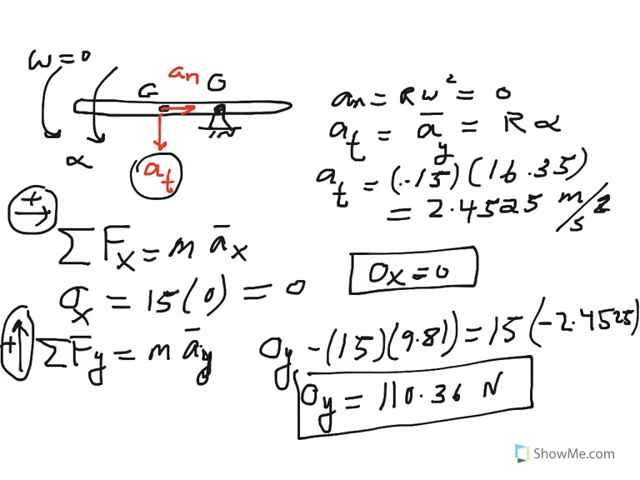 ω=0
G
an
O
α
at
an = Rω² = 0
at = āy = R̄α
at = (.15)(16.35)
= 2.4525 m/s²
+→
ΣFx = m āx
Ox = 15(0) = 0
Ox = 0
+↑ ΣFy = m āy
Oy - (15)(9.81) = 15(-2.4525)
Oy = 110.36 N
ShowMe.com